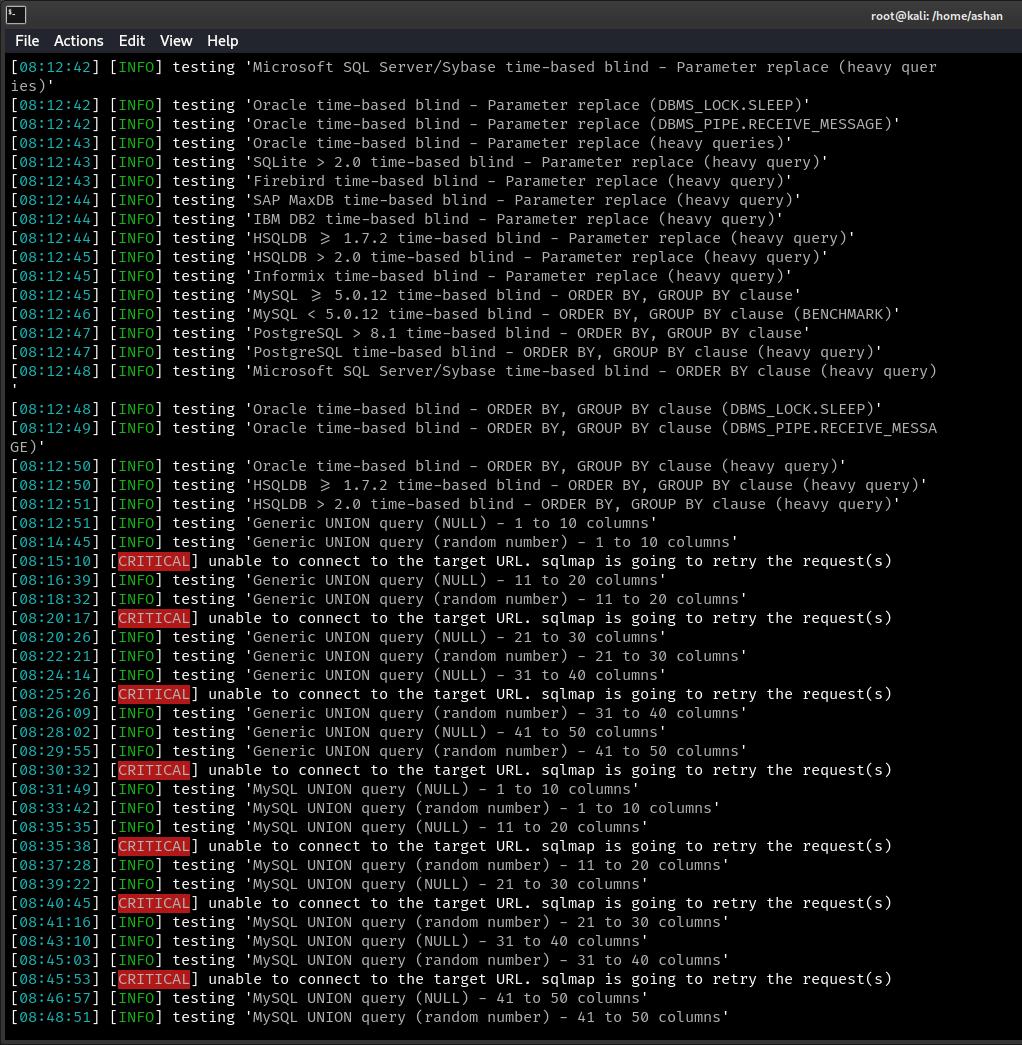 root@kali: /home/ashan
File Actions Edit View Help
[08:12:42] [INFO] testing 'Microsoft SQL Server/Sybase time-based blind - Parameter replace (heavy quer
ies)'
[08:12:42] [INFO] testing 'Oracle time-based blind - Parameter replace (DBMS_LOCK.SLEEP)'
[08:12:42] [INFO] testing 'Oracle time-based blind - Parameter replace (DBMS_PIPE.RECEIVE_MESSAGE)'
[08:12:43] [INFO] testing 'Oracle time-based blind - Parameter replace (heavy queries)'
[08:12:43] [INFO] testing 'SQLite > 2.0 time-based blind - Parameter replace (heavy query)'
[08:12:43] [INFO] testing 'Firebird time-based blind - Parameter replace (heavy query)'
[08:12:44] [INFO] testing 'SAP MaxDB time-based blind - Parameter replace (heavy query)'
[08:12:44] [INFO] testing 'IBM DB2 time-based blind - Parameter replace (heavy query)'
[08:12:44] [INFO] testing 'HSQLDB ≥ 1.7.2 time-based blind - Parameter replace (heavy query)'
[08:12:45] [INFO] testing 'HSQLDB > 2.0 time-based blind - Parameter replace (heavy query)'
[08:12:45] [INFO] testing 'Informix time-based blind - Parameter replace (heavy query)'
[08:12:45] [INFO] testing 'MySQL ≥ 5.0.12 time-based blind - ORDER BY, GROUP BY clause'
[08:12:46] [INFO] testing 'MySQL < 5.0.12 time-based blind - ORDER BY, GROUP BY clause (BENCHMARK)'
[08:12:47] [INFO] testing 'PostgreSQL > 8.1 time-based blind - ORDER BY, GROUP BY clause'
[08:12:47] [INFO] testing 'PostgreSQL time-based blind - ORDER BY, GROUP BY clause (heavy query)'
[08:12:48] [INFO] testing 'Microsoft SQL Server/Sybase time-based blind - ORDER BY clause (heavy query)
'
[08:12:48] [INFO] testing 'Oracle time-based blind - ORDER BY, GROUP BY clause (DBMS_LOCK.SLEEP)'
[08:12:49] [INFO] testing 'Oracle time-based blind - ORDER BY, GROUP BY clause (DBMS_PIPE.RECEIVE_MESSA
GE)'
[08:12:50] [INFO] testing 'Oracle time-based blind - ORDER BY, GROUP BY clause (heavy query)'
[08:12:50] [INFO] testing 'HSQLDB ≥ 1.7.2 time-based blind - ORDER BY, GROUP BY clause (heavy query)'
[08:12:51] [INFO] testing 'HSQLDB > 2.0 time-based blind - ORDER BY, GROUP BY clause (heavy query)'
[08:12:51] [INFO] testing 'Generic UNION query (NULL) - 1 to 10 columns'
[08:14:45] [INFO] testing 'Generic UNION query (random number) - 1 to 10 columns'
[08:15:10] [CRITICAL] unable to connect to the target URL. sqlmap is going to retry the request(s)
[08:16:39] [INFO] testing 'Generic UNION query (NULL) - 11 to 20 columns'
[08:18:32] [INFO] testing 'Generic UNION query (random number) - 11 to 20 columns'
[08:20:17] [CRITICAL] unable to connect to the target URL. sqlmap is going to retry the request(s)
[08:20:26] [INFO] testing 'Generic UNION query (NULL) - 21 to 30 columns'
[08:22:21] [INFO] testing 'Generic UNION query (random number) - 21 to 30 columns'
[08:24:14] [INFO] testing 'Generic UNION query (NULL) - 31 to 40 columns'
[08:25:26] [CRITICAL] unable to connect to the target URL. sqlmap is going to retry the request(s)
[08:26:09] [INFO] testing 'Generic UNION query (random number) - 31 to 40 columns'
[08:28:02] [INFO] testing 'Generic UNION query (NULL) - 41 to 50 columns'
[08:29:55] [INFO] testing 'Generic UNION query (random number) - 41 to 50 columns'
[08:30:32] [CRITICAL] unable to connect to the target URL. sqlmap is going to retry the request(s)
[08:31:49] [INFO] testing 'MySQL UNION query (NULL) - 1 to 10 columns'
[08:33:42] [INFO] testing 'MySQL UNION query (random number) - 1 to 10 columns'
[08:35:35] [INFO] testing 'MySQL UNION query (NULL) - 11 to 20 columns'
[08:35:38] [CRITICAL] unable to connect to the target URL. sqlmap is going to retry the request(s)
[08:37:28] [INFO] testing 'MySQL UNION query (random number) - 11 to 20 columns'
[08:39:22] [INFO] testing 'MySQL UNION query (NULL) - 21 to 30 columns'
[08:40:45] [CRITICAL] unable to connect to the target URL. sqlmap is going to retry the request(s)
[08:41:16] [INFO] testing 'MySQL UNION query (random number) - 21 to 30 columns'
[08:43:10] [INFO] testing 'MySQL UNION query (NULL) - 31 to 40 columns'
[08:45:03] [INFO] testing 'MySQL UNION query (random number) - 31 to 40 columns'
[08:45:53] [CRITICAL] unable to connect to the target URL. sqlmap is going to retry the request(s)
[08:46:57] [INFO] testing 'MySQL UNION query (NULL) - 41 to 50 columns'
[08:48:51] [INFO] testing 'MySQL UNION query (random number) - 41 to 50 columns'